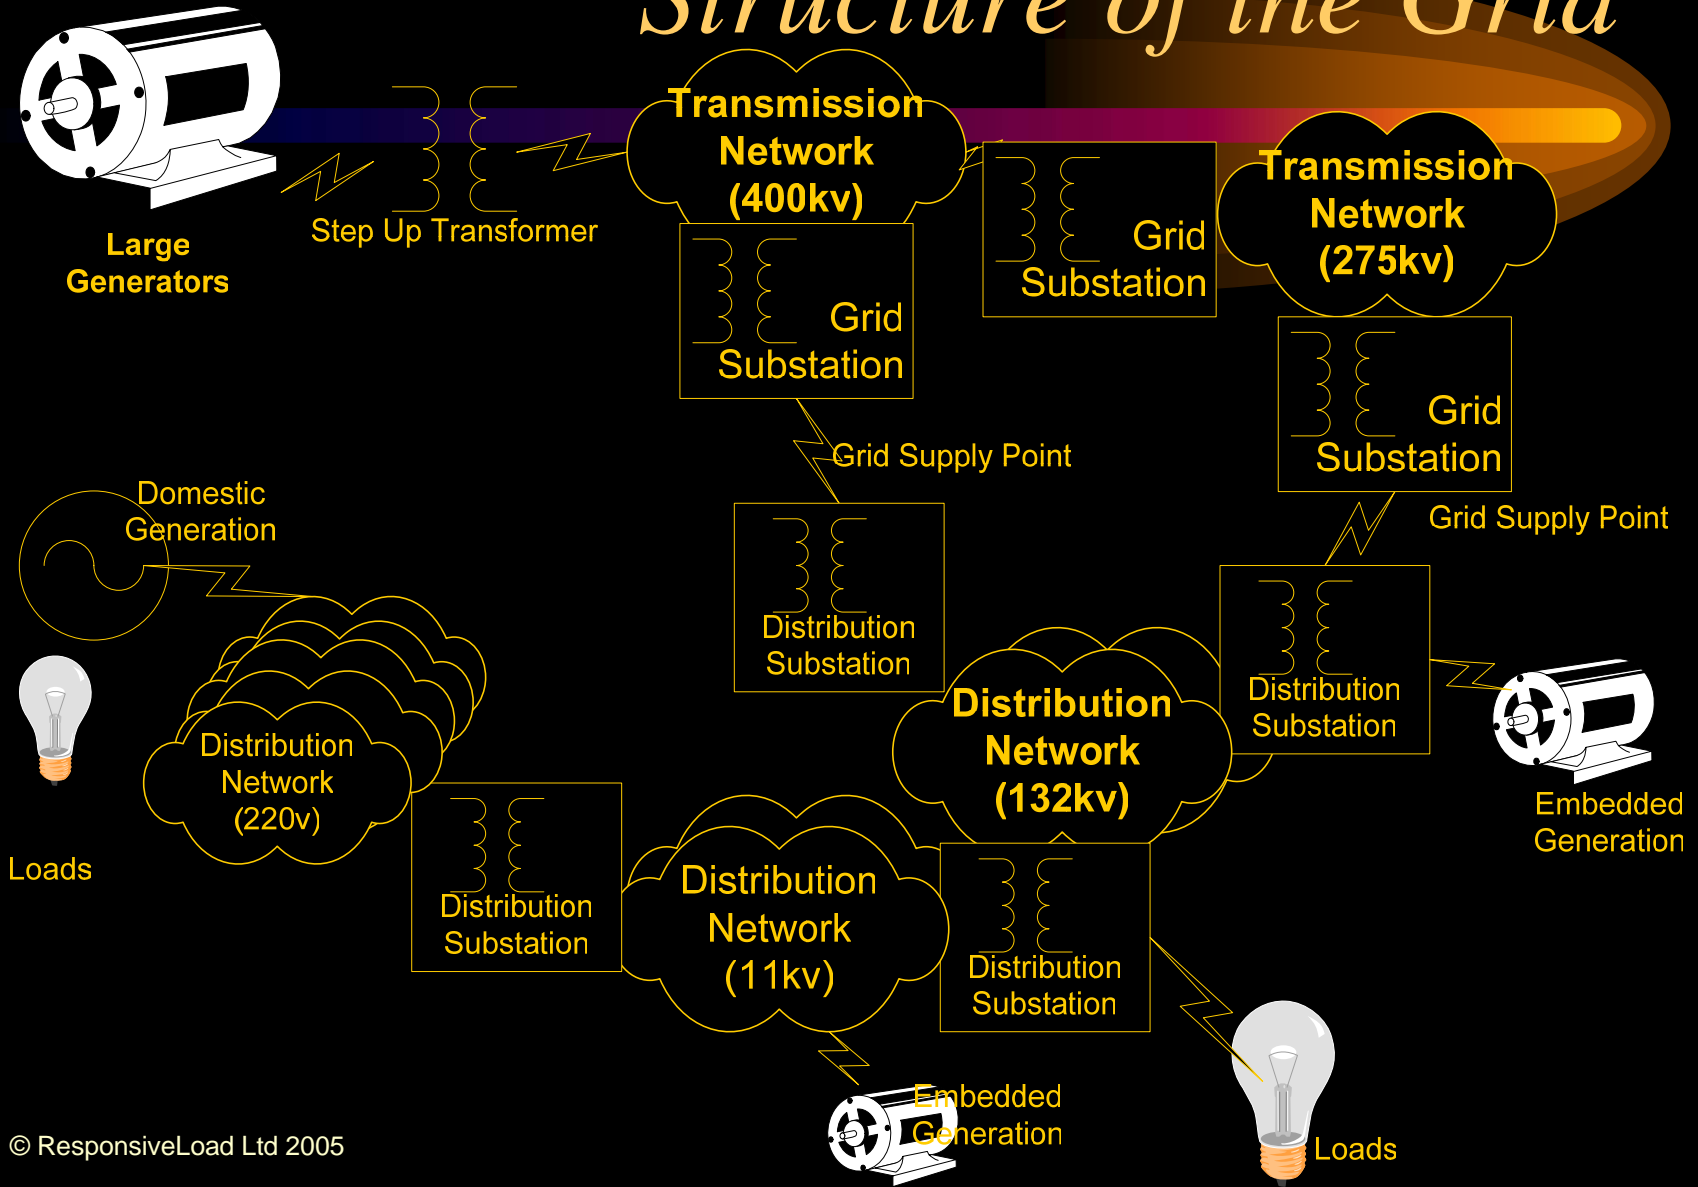 Structure of the Grid
Transmission
Network
(400kv)
Transmission
Network
(275kv)
Step Up Transformer
Large
Generators
Grid
Substation
Grid
Substation
Grid
Substation
Grid Supply Point
Grid Supply Point
Domestic
Generation
Distribution
Substation
Distribution
Substation
Distribution
Network
(132kv)
Distribution
Network
(220v)
Embedded
Generation
Loads
Distribution
Network
(11kv)
Distribution
Substation
Distribution
Substation
Embedded
Generation
Loads
© ResponsiveLoad Ltd 2005